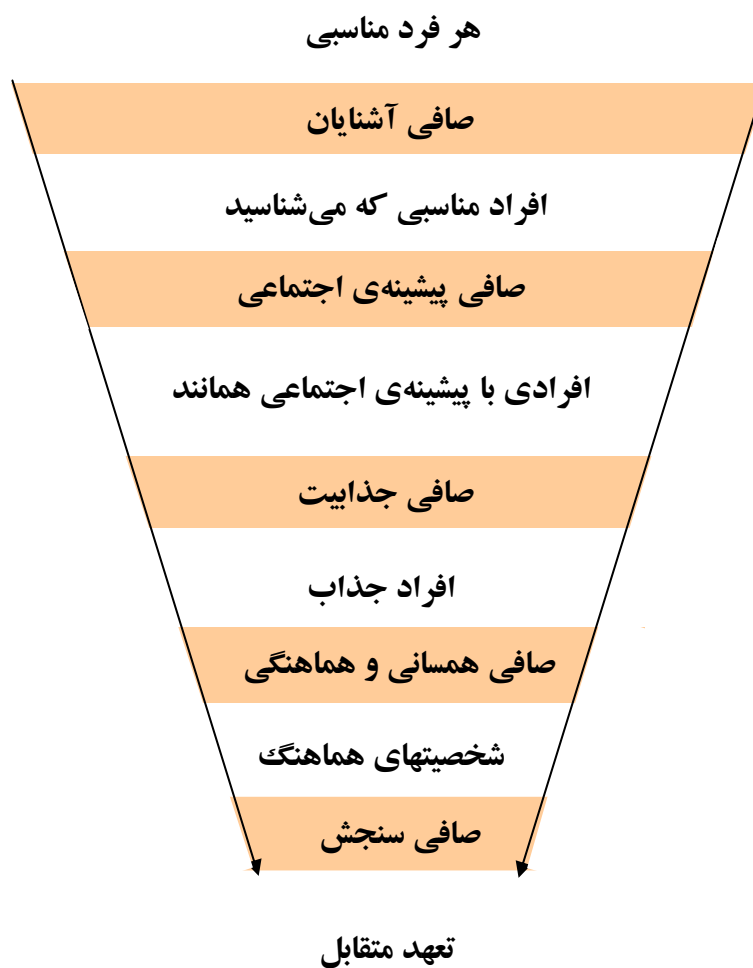 هر فرد مناسبی
صافی آشنایان
افراد مناسبی که می‌شناسید
صافی پیشینه‌ی اجتماعی
افرادی با پیشینه‌ی اجتماعی همانند
صافی جذابیت
افراد جذاب
صافی همسانی و هماهنگی
شخصیتهای هماهنگ
صافی سنجش
تعهد متقابل